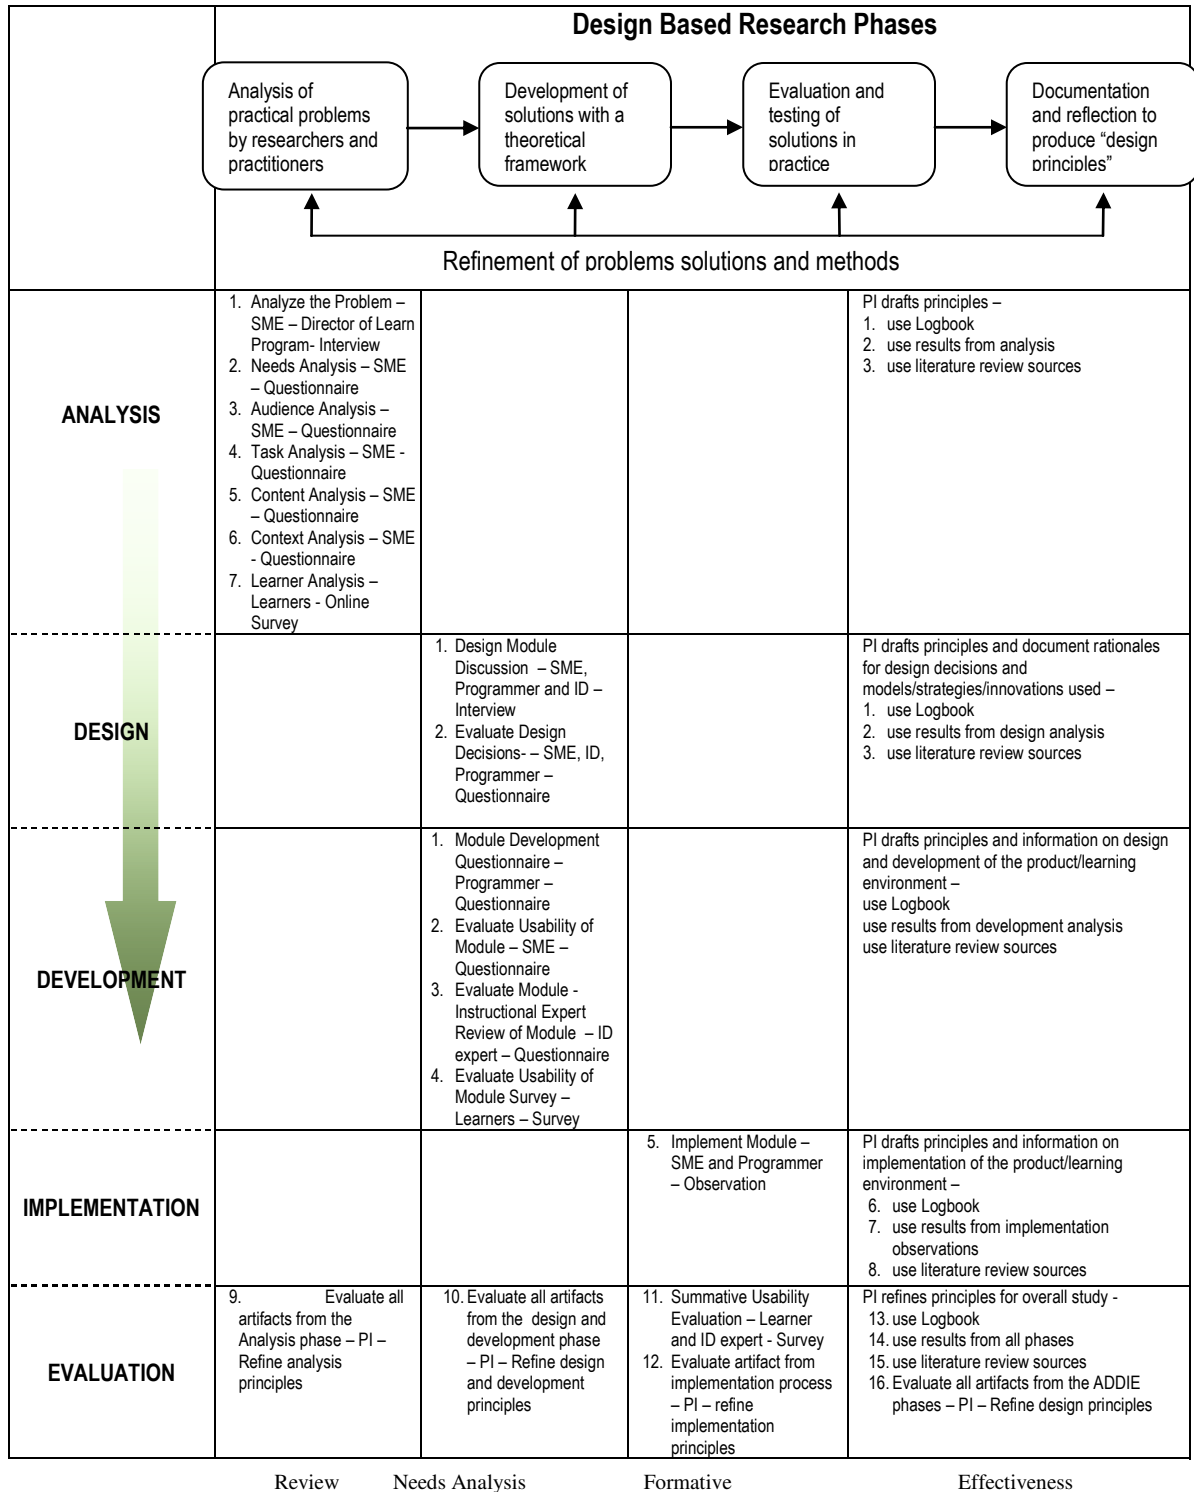 Design Based Research Phases
Analysis of
practical problems
by researchers and
practitioners
Development of
solutions with a
theoretical
framework
Evaluation and
testing of
solutions in
practice
Documentation
and reflection to
produce “design
principles”
Refinement of problems solutions and methods
ANALYSIS
1. Analyze the Problem –
SME – Director of Learn
Program- Interview
2. Needs Analysis – SME
– Questionnaire
3. Audience Analysis –
SME – Questionnaire
4. Task Analysis – SME -
Questionnaire
5. Content Analysis – SME
– Questionnaire
6. Context Analysis – SME
- Questionnaire
7. Learner Analysis –
Learners - Online
Survey
PI drafts principles –
1. use Logbook
2. use results from analysis
3. use literature review sources
DESIGN
1. Design Module
Discussion – SME,
Programmer and ID –
Interview
2. Evaluate Design
Decisions- – SME, ID,
Programmer –
Questionnaire
PI drafts principles and document rationales
for design decisions and
models/strategies/innovations used –
1. use Logbook
2. use results from design analysis
3. use literature review sources
DEVELOPMENT
1. Module Development
Questionnaire –
Programmer –
Questionnaire
2. Evaluate Usability of
Module – SME –
Questionnaire
3. Evaluate Module -
Instructional Expert
Review of Module – ID
expert – Questionnaire
4. Evaluate Usability of
Module Survey –
Learners – Survey
PI drafts principles and information on design
and development of the product/learning
environment –
use Logbook
use results from development analysis
use literature review sources
IMPLEMENTATION
5. Implement Module –
SME and Programmer
– Observation
PI drafts principles and information on
implementation of the product/learning
environment –
6. use Logbook
7. use results from implementation
observations
8. use literature review sources
EVALUATION
9. Evaluate all
artifacts from the
Analysis phase – PI –
Refine analysis
principles
10. Evaluate all artifacts
from the design and
development phase
– PI – Refine design
and development
principles
11. Summative Usability
Evaluation – Learner
and ID expert - Survey
12. Evaluate artifact from
implementation process
– PI – refine
implementation
principles
PI refines principles for overall study -
13. use Logbook
14. use results from all phases
15. use literature review sources
16. Evaluate all artifacts from the ADDIE
phases – PI – Refine design principles
Review Needs Analysis Formative Effectiveness